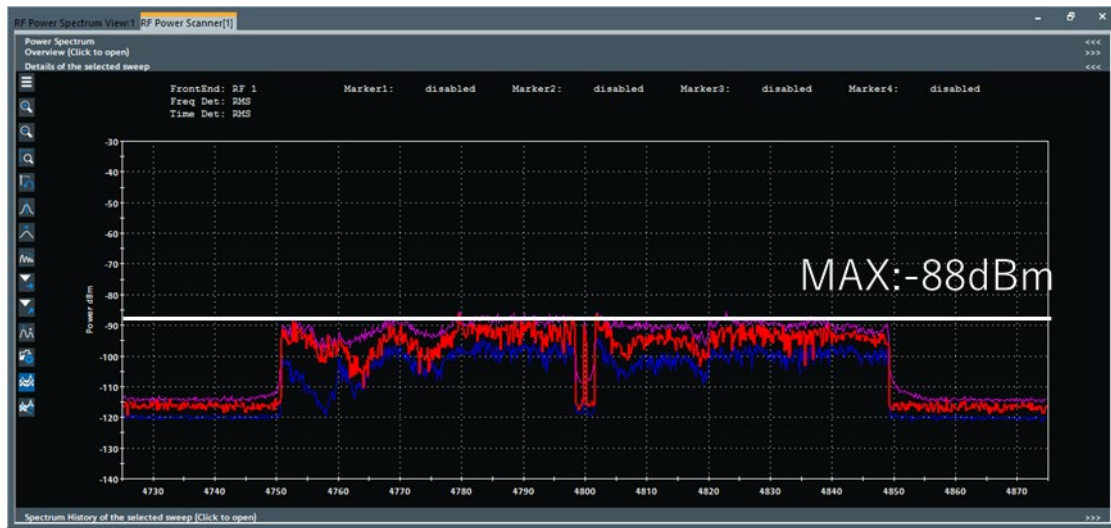 RF Power Spectrum View:1 RF Power Scanner[1]
Power Spectrum <<<
Overview (Click to open) >>>
Details of the selected sweep <<<
FrontEnd: RF 1 Marker1: disabled Marker2: disabled Marker3: disabled Marker4: disabled
Freq Det: RMS
Time Det: RMS
-30
-40
-50
-60
-70
MAX:-88dBm
-80
Power dBm
-90
-100
-110
-120
-130
-140
4730 4740 4750 4760 4770 4780 4790 4800 4810 4820 4830 4840 4850 4860 4870
Spectrum History of the selected sweep (Click to open) >>>